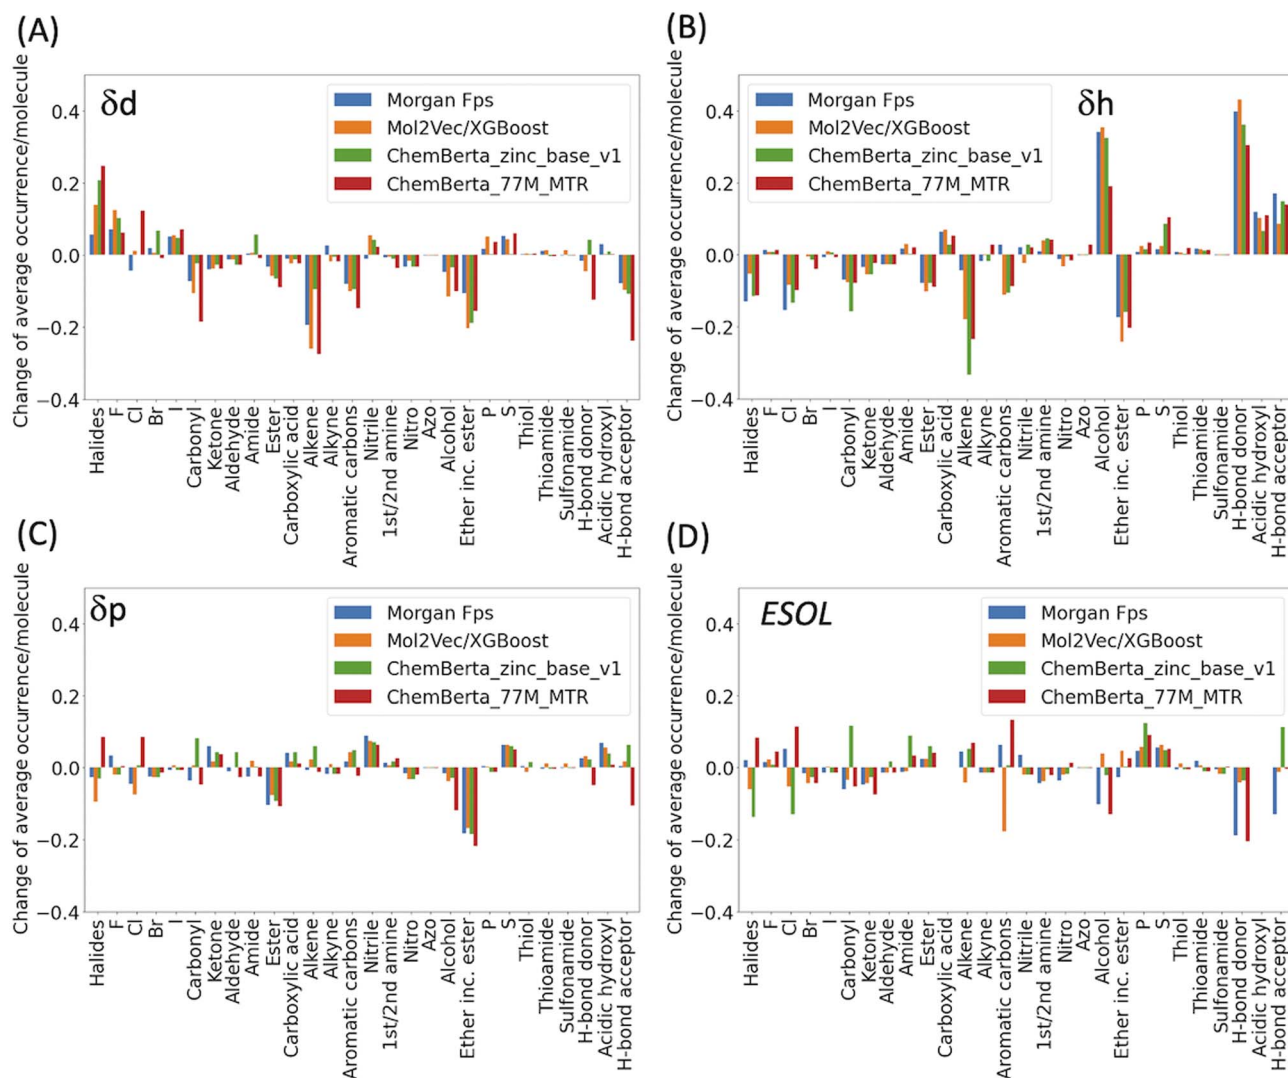 (A)
δd
Morgan Fps
Mol2Vec/XGBoost
ChemBerta_zinc_base_v1
ChemBerta_77M_MTR
Change of average occurrence/molecule
0.4
0.2
0.0
−0.2
−0.4
Halides
F
Cl
Br
I
Carbonyl
Ketone
Aldehyde
Amide
Ester
Carboxylic acid
Alkene
Alkyne
Aromatic carbons
Nitrile
1st/2nd amine
Nitro
Azo
Alcohol
Ether inc. ester
P
S
Thiol
Thioamide
Sulfonamide
H-bond donor
Acidic hydroxyl
H-bond acceptor
(B)
δh
Morgan Fps
Mol2Vec/XGBoost
ChemBerta_zinc_base_v1
ChemBerta_77M_MTR
Change of average occurrence/molecule
0.4
0.2
0.0
−0.2
−0.4
Halides
F
Cl
Br
I
Carbonyl
Ketone
Aldehyde
Amide
Ester
Carboxylic acid
Alkene
Alkyne
Aromatic carbons
Nitrile
1st/2nd amine
Nitro
Azo
Alcohol
Ether inc. ester
P
S
Thiol
Thioamide
Sulfonamide
H-bond donor
Acidic hydroxyl
H-bond acceptor
(C)
δp
Morgan Fps
Mol2Vec/XGBoost
ChemBerta_zinc_base_v1
ChemBerta_77M_MTR
Change of average occurrence/molecule
0.4
0.2
0.0
−0.2
−0.4
Halides
F
Cl
Br
I
Carbonyl
Ketone
Aldehyde
Amide
Ester
Carboxylic acid
Alkene
Alkyne
Aromatic carbons
Nitrile
1st/2nd amine
Nitro
Azo
Alcohol
Ether inc. ester
P
S
Thiol
Thioamide
Sulfonamide
H-bond donor
Acidic hydroxyl
H-bond acceptor
(D)
ESOL
Morgan Fps
Mol2Vec/XGBoost
ChemBerta_zinc_base_v1
ChemBerta_77M_MTR
Change of average occurrence/molecule
0.4
0.2
0.0
−0.2
−0.4
Halides
F
Cl
Br
I
Carbonyl
Ketone
Aldehyde
Amide
Ester
Carboxylic acid
Alkene
Alkyne
Aromatic carbons
Nitrile
1st/2nd amine
Nitro
Azo
Alcohol
Ether inc. ester
P
S
Thiol
Thioamide
Sulfonamide
H-bond donor
Acidic hydroxyl
H-bond acceptor